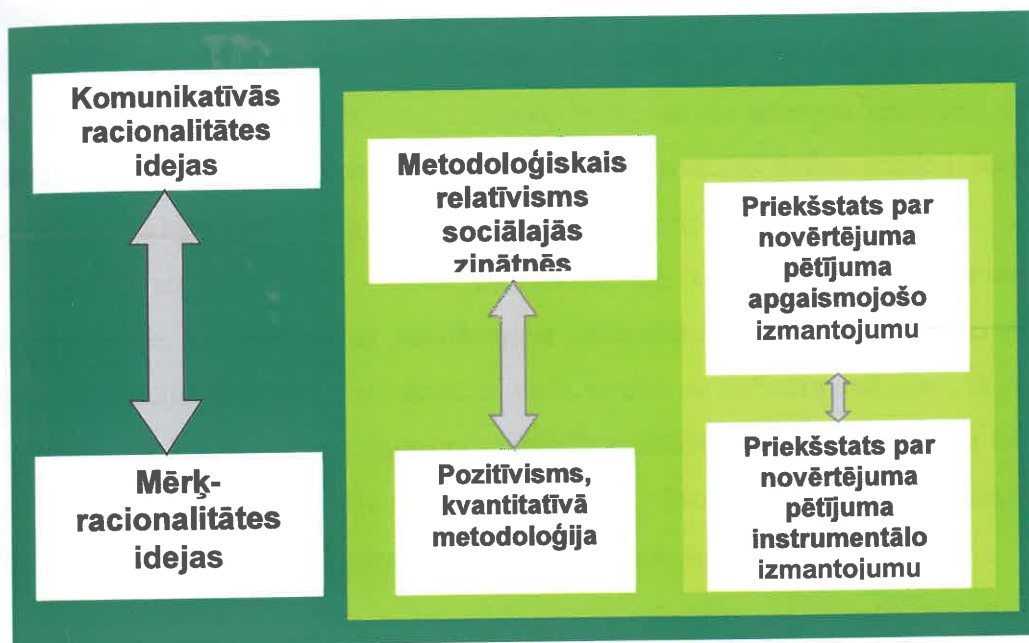 Komunikatīvās
racionalitātes
idejas
Mērķ-
racionalitātes
idejas
Metodoloģiskais
relatīvisms
sociālajās
zinātnēs
Pozitīvisms,
kvantitatīvā
metodoloģija
Priekšstats par
novērtējuma
pētījuma
apgaismojošo
izmantojumu
Priekšstats par
novērtējuma
pētījuma
instrumentālo
izmantojumu